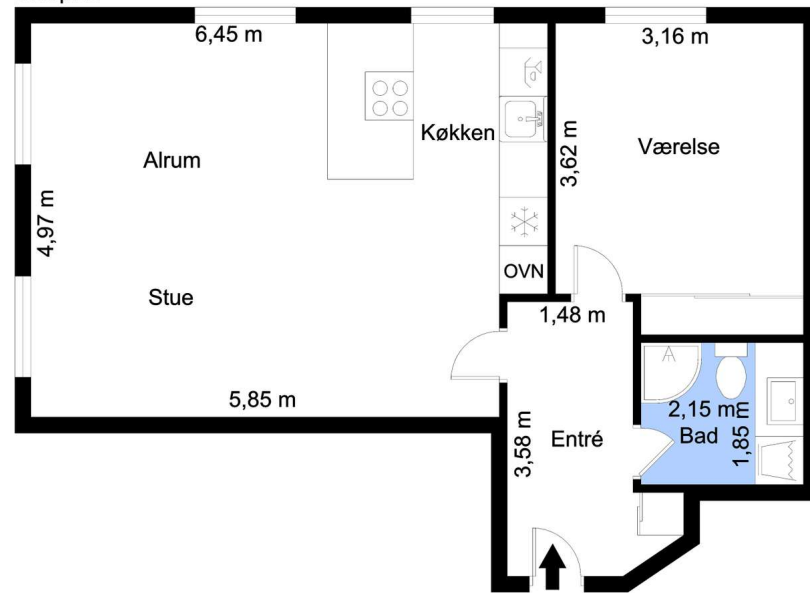 6,45 m
3,16 m
Køkken
3,62 m
Værelse
Alrum
4,97 m
Stue
OVN
1,48 m
5,85 m
3,58 m
Entré
2,15 m
Bad
1,85 m